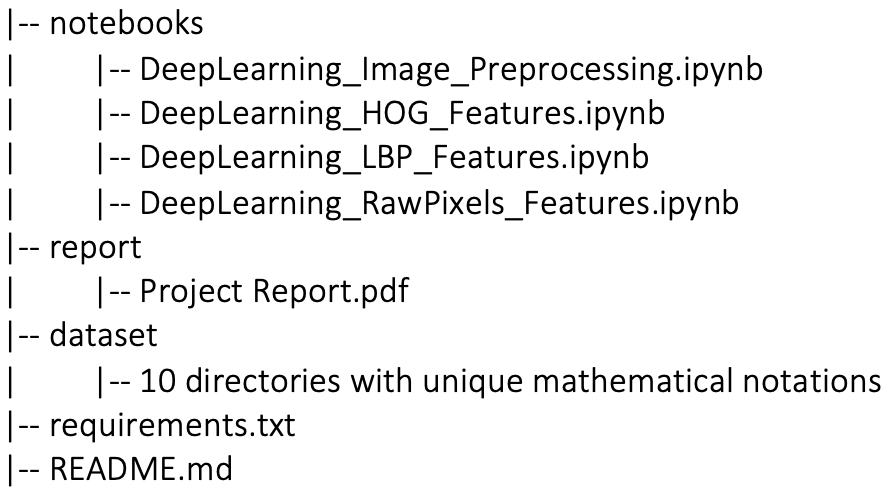 |-- notebooks
|        |-- DeepLearning_Image_Preprocessing.ipynb
|        |-- DeepLearning_HOG_Features.ipynb
|        |-- DeepLearning_LBP_Features.ipynb
|        |-- DeepLearning_RawPixels_Features.ipynb
|-- report
|        |-- Project Report.pdf
|-- dataset
|        |-- 10 directories with unique mathematical notations
|-- requirements.txt
|-- README.md